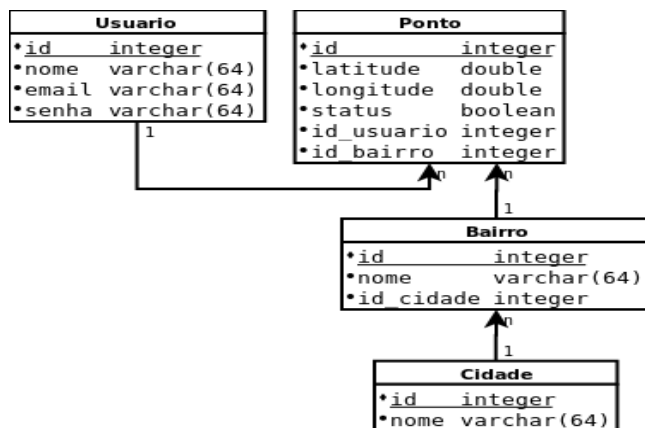 Usuario
id integer
nome varchar(64)
email varchar(64)
senha varchar(64)
1
Ponto
id integer
latitude double
longitude double
status boolean
id_usuario integer
id_bairro integer
n
n
1
Bairro
id integer
nome varchar(64)
id_cidade integer
n
1
Cidade
id integer
nome varchar(64)